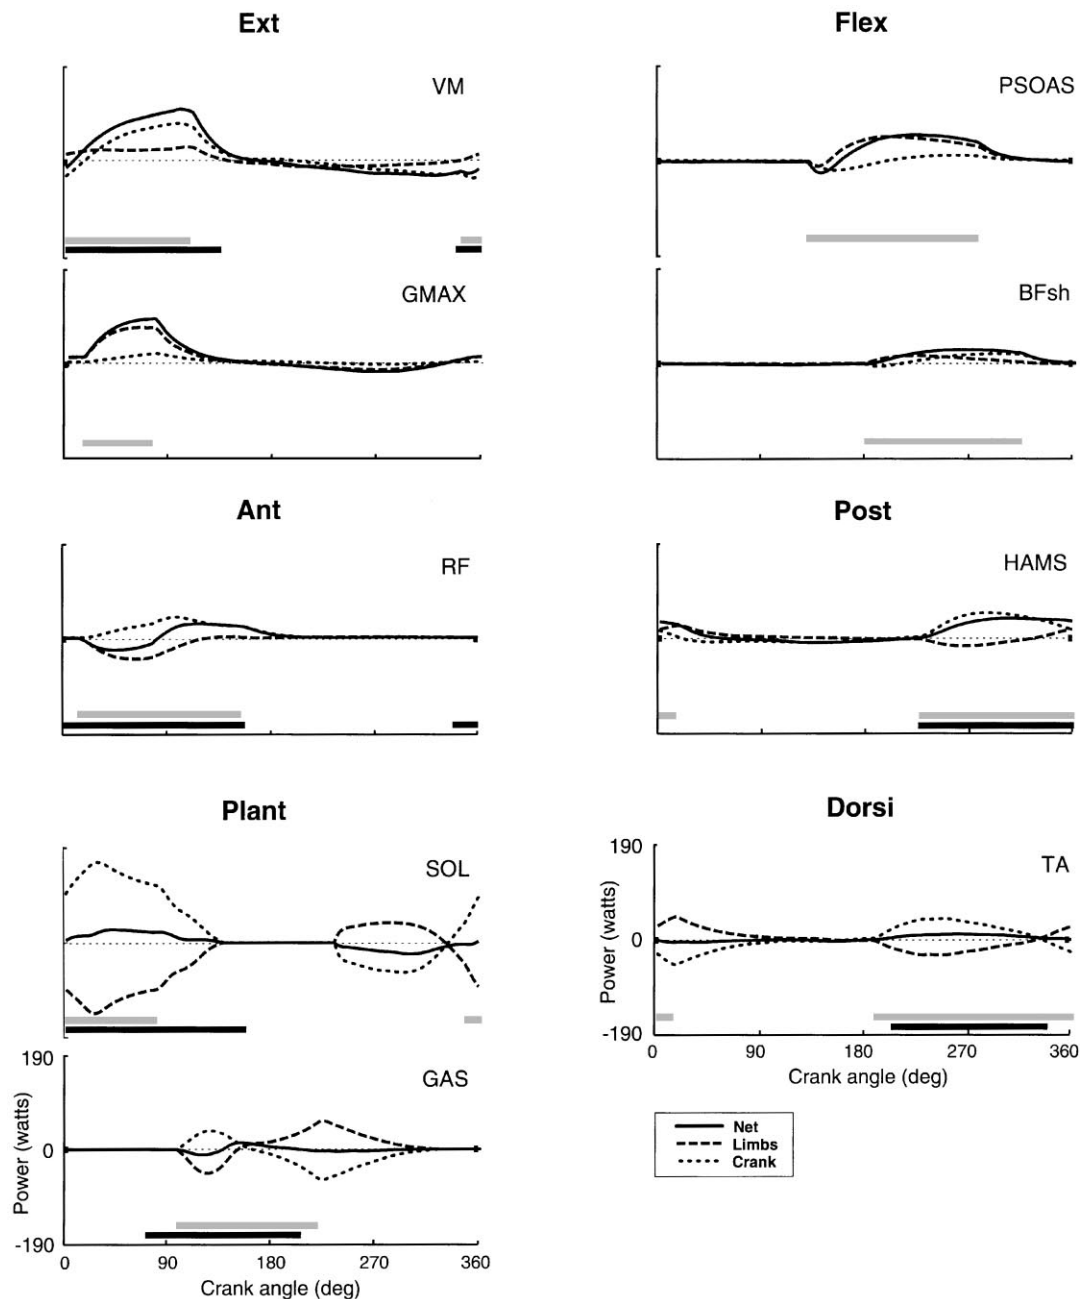 Ext
Flex
VM
PSOAS
GMAX
BFsh
Ant
Post
RF
HAMS
Plant
Dorsi
SOL
190
TA
Power (watts)
0
-190
0 90 180 270 360
Crank angle (deg)
190
GAS
Power (watts)
0
-190
0 90 180 270 360
Crank angle (deg)
Net
Limbs
Crank